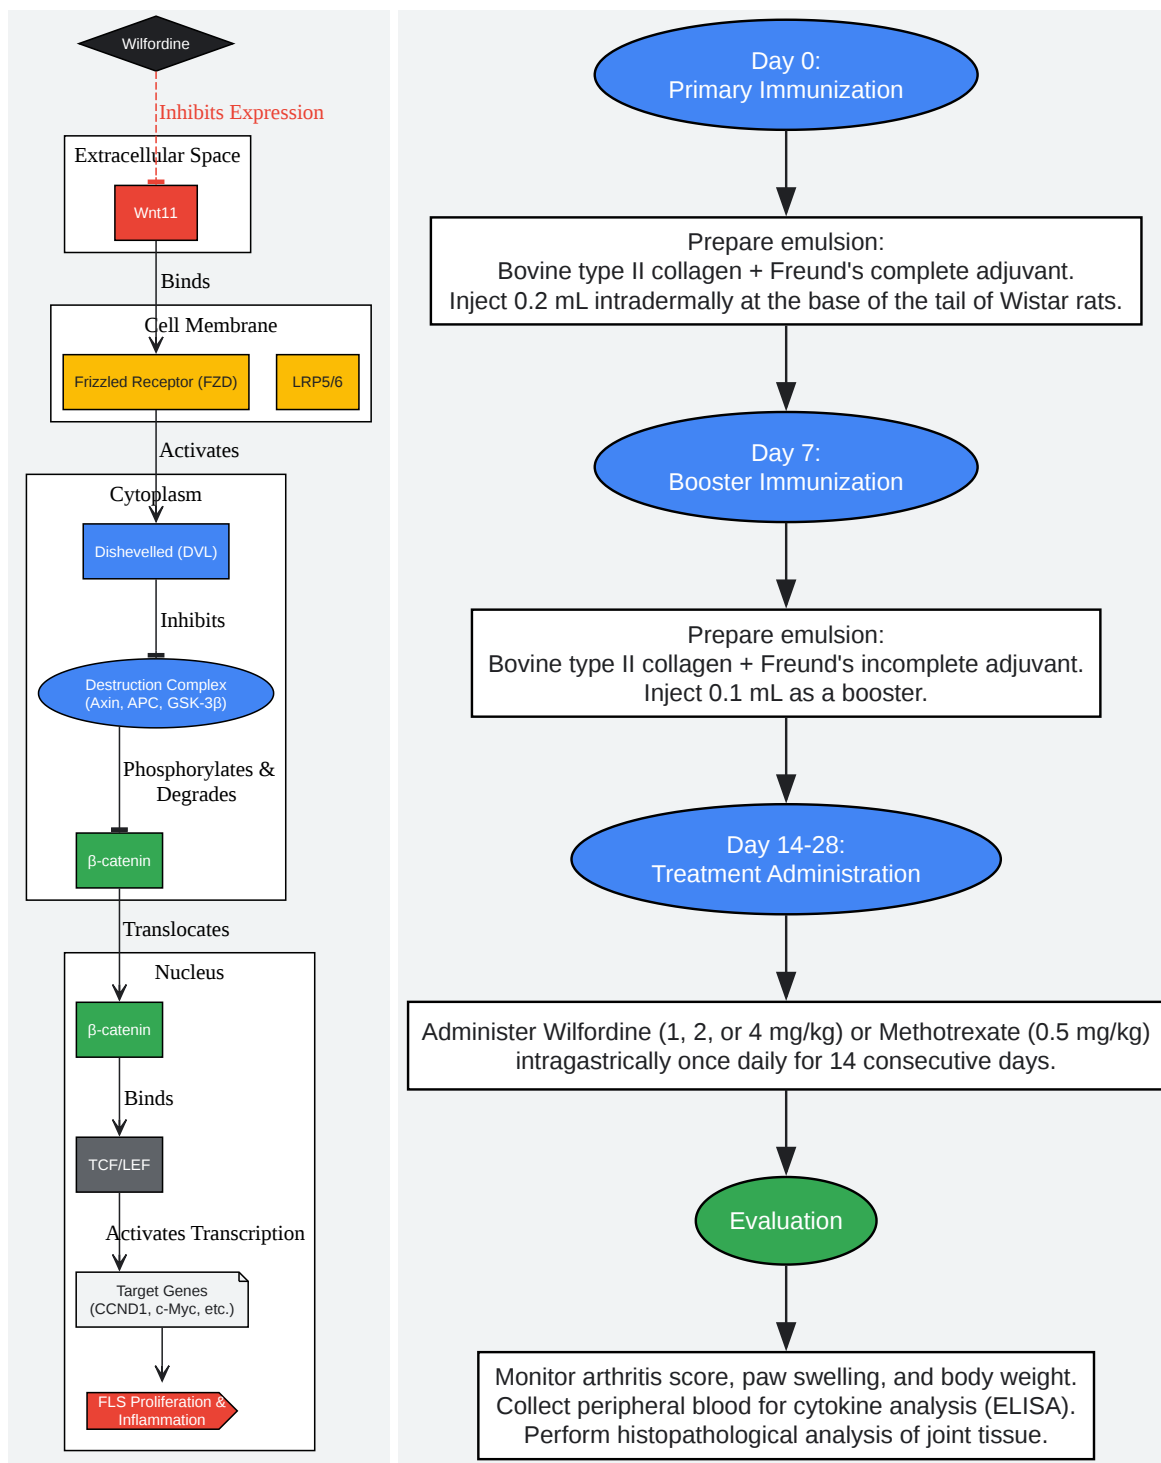 Wilfordine
Inhibits Expression
Extracellular Space
Wnt11
Binds
Cell Membrane
Frizzled Receptor (FZD)
LRP5/6
Activates
Cytoplasm
Dishevelled (DVL)
Inhibits
Destruction Complex
(Axin, APC, GSK-3β)
Phosphorylates &
Degrades
β-catenin
Translocates
Nucleus
β-catenin
Binds
TCF/LEF
Activates Transcription
Target Genes
(CCND1, c-Myc, etc.)
FLS Proliferation &
Inflammation
Day 0:
Primary Immunization
Prepare emulsion:
Bovine type II collagen + Freund's complete adjuvant.
Inject 0.2 mL intradermally at the base of the tail of Wistar rats.
Day 7:
Booster Immunization
Prepare emulsion:
Bovine type II collagen + Freund's incomplete adjuvant.
Inject 0.1 mL as a booster.
Day 14-28:
Treatment Administration
Administer Wilfordine (1, 2, or 4 mg/kg) or Methotrexate (0.5 mg/kg)
intragastrically once daily for 14 consecutive days.
Evaluation
Monitor arthritis score, paw swelling, and body weight.
Collect peripheral blood for cytokine analysis (ELISA).
Perform histopathological analysis of joint tissue.